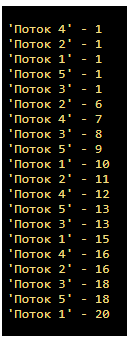 'Поток 4' - 1
'Поток 2' - 1
'Поток 1' - 1
'Поток 5' - 1
'Поток 3' - 1
'Поток 2' - 6
'Поток 4' - 7
'Поток 3' - 8
'Поток 5' - 9
'Поток 1' - 10
'Поток 2' - 11
'Поток 4' - 12
'Поток 5' - 13
'Поток 3' - 13
'Поток 1' - 15
'Поток 4' - 16
'Поток 2' - 16
'Поток 3' - 18
'Поток 5' - 18
'Поток 1' - 20